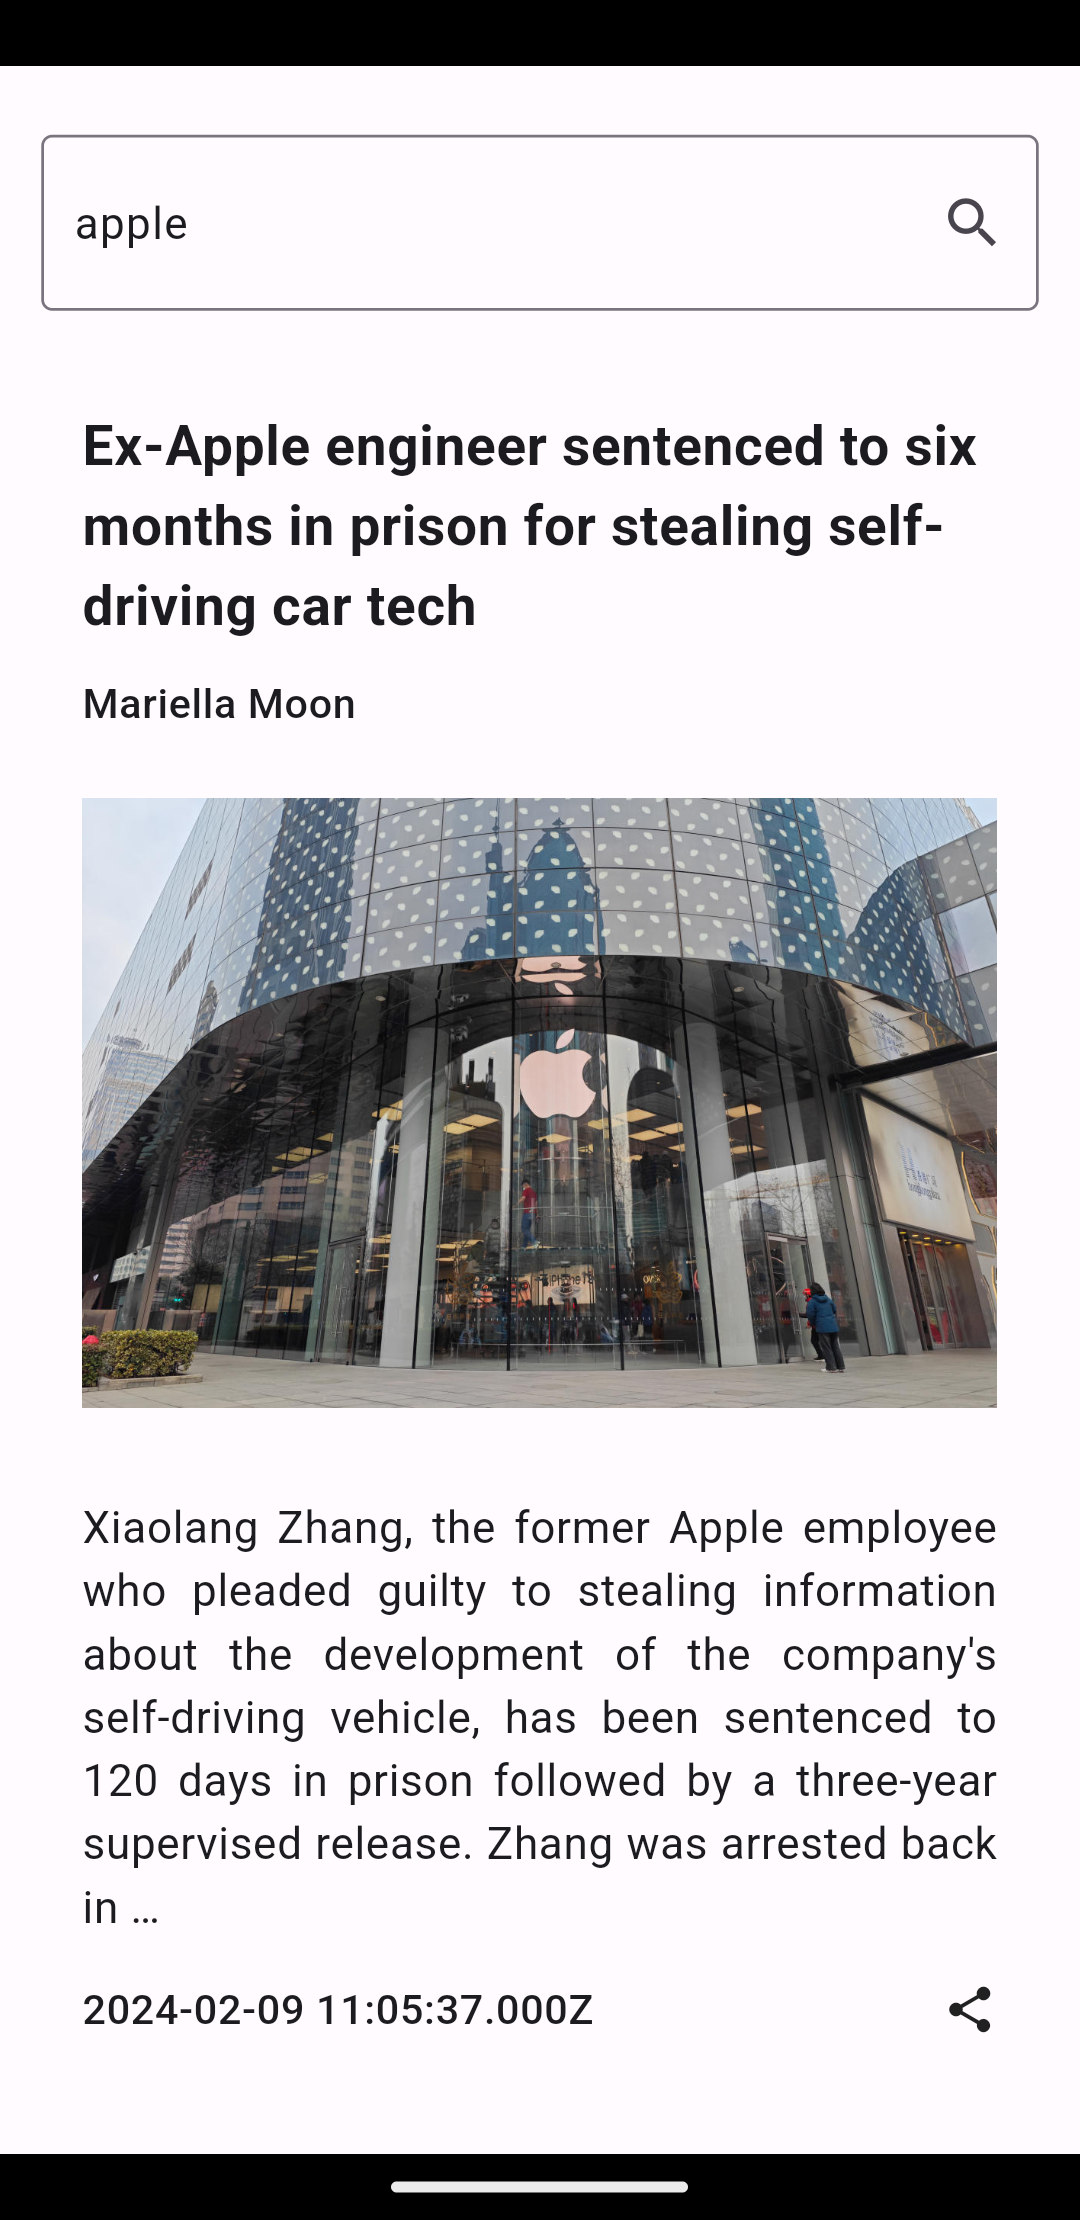 apple
Ex-Apple engineer sentenced to six
months in prison for stealing self-
driving car tech
Mariella Moon
Xiaolang Zhang, the former Apple employee
who pleaded guilty to stealing information
about the development of the company's
self-driving vehicle, has been sentenced to
120 days in prison followed by a three-year
supervised release. Zhang was arrested back
in …
2024-02-09 11:05:37.000Z